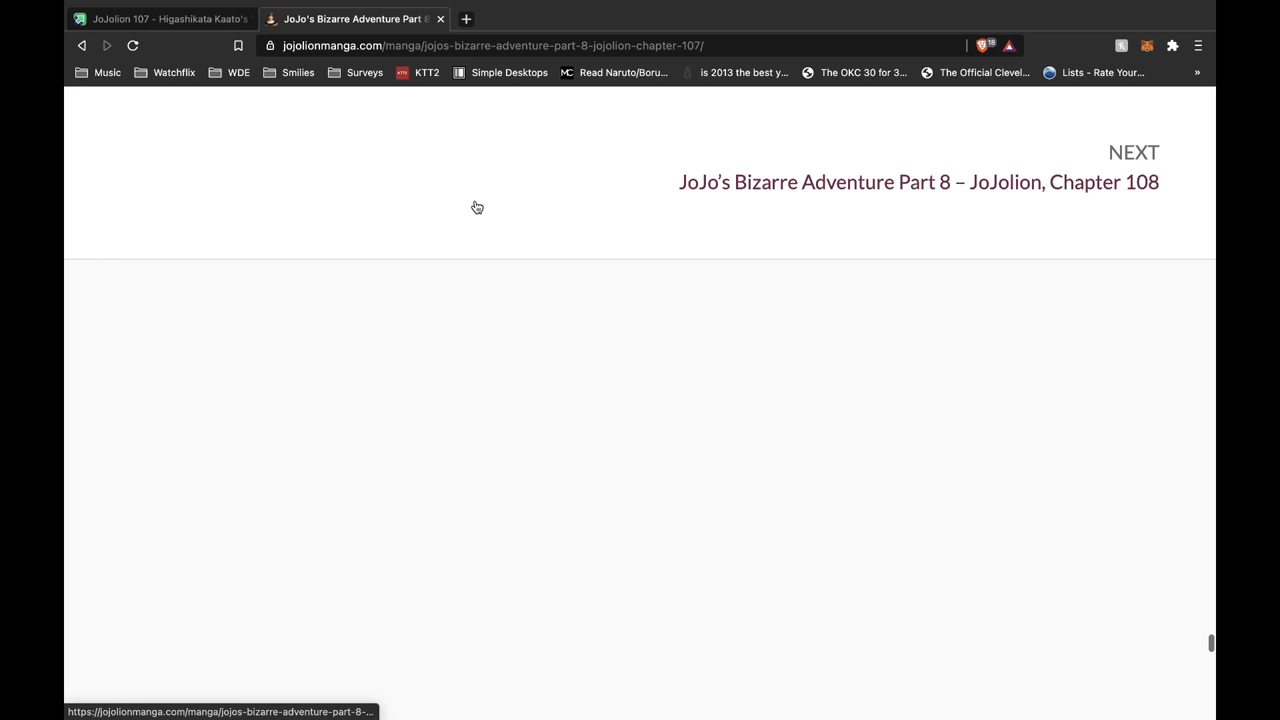 JoJolion 107 - Higashikata Kaato's
JoJo's Bizarre Adventure Part 8
jojolionmanga.com/manga/jojos-bizarre-adventure-part-8-jojolion-chapter-107/
18
Music Watchflix WDE Smilies Surveys KTT2 Simple Desktops Read Naruto/Boru... is 2013 the best y... The OKC 30 for 3... The Official Clevel... Lists - Rate Your... »
NEXT
JoJo’s Bizarre Adventure Part 8 – JoJolion, Chapter 108
https://jojolionmanga.com/manga/jojos-bizarre-adventure-part-8-...